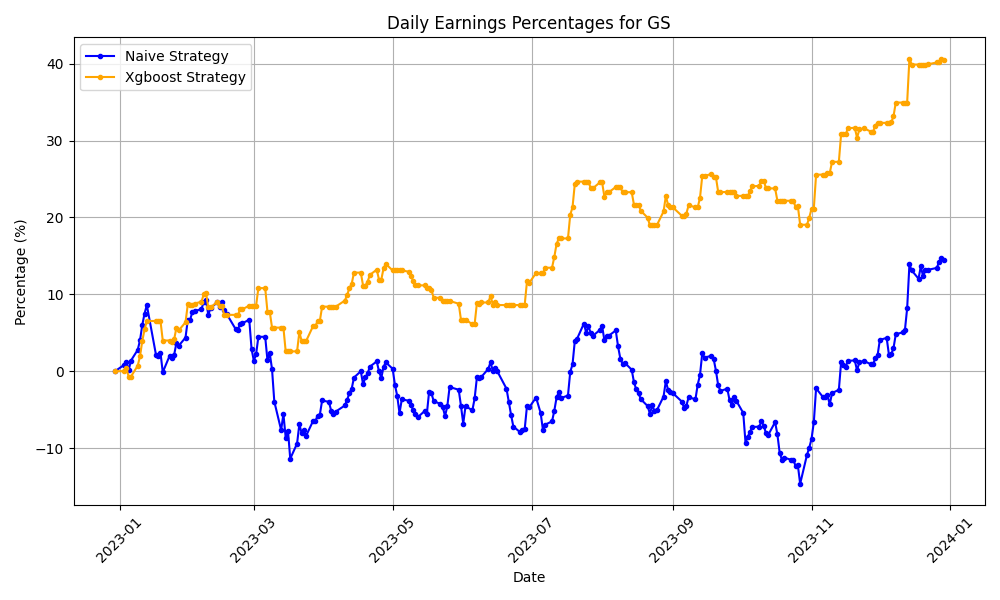 Daily Earnings Percentages for GS
Naive Strategy
Xgboost Strategy
Percentage (%)
40
30
20
10
0
−10
2023-01
2023-03
2023-05
2023-07
2023-09
2023-11
2024-01
Date